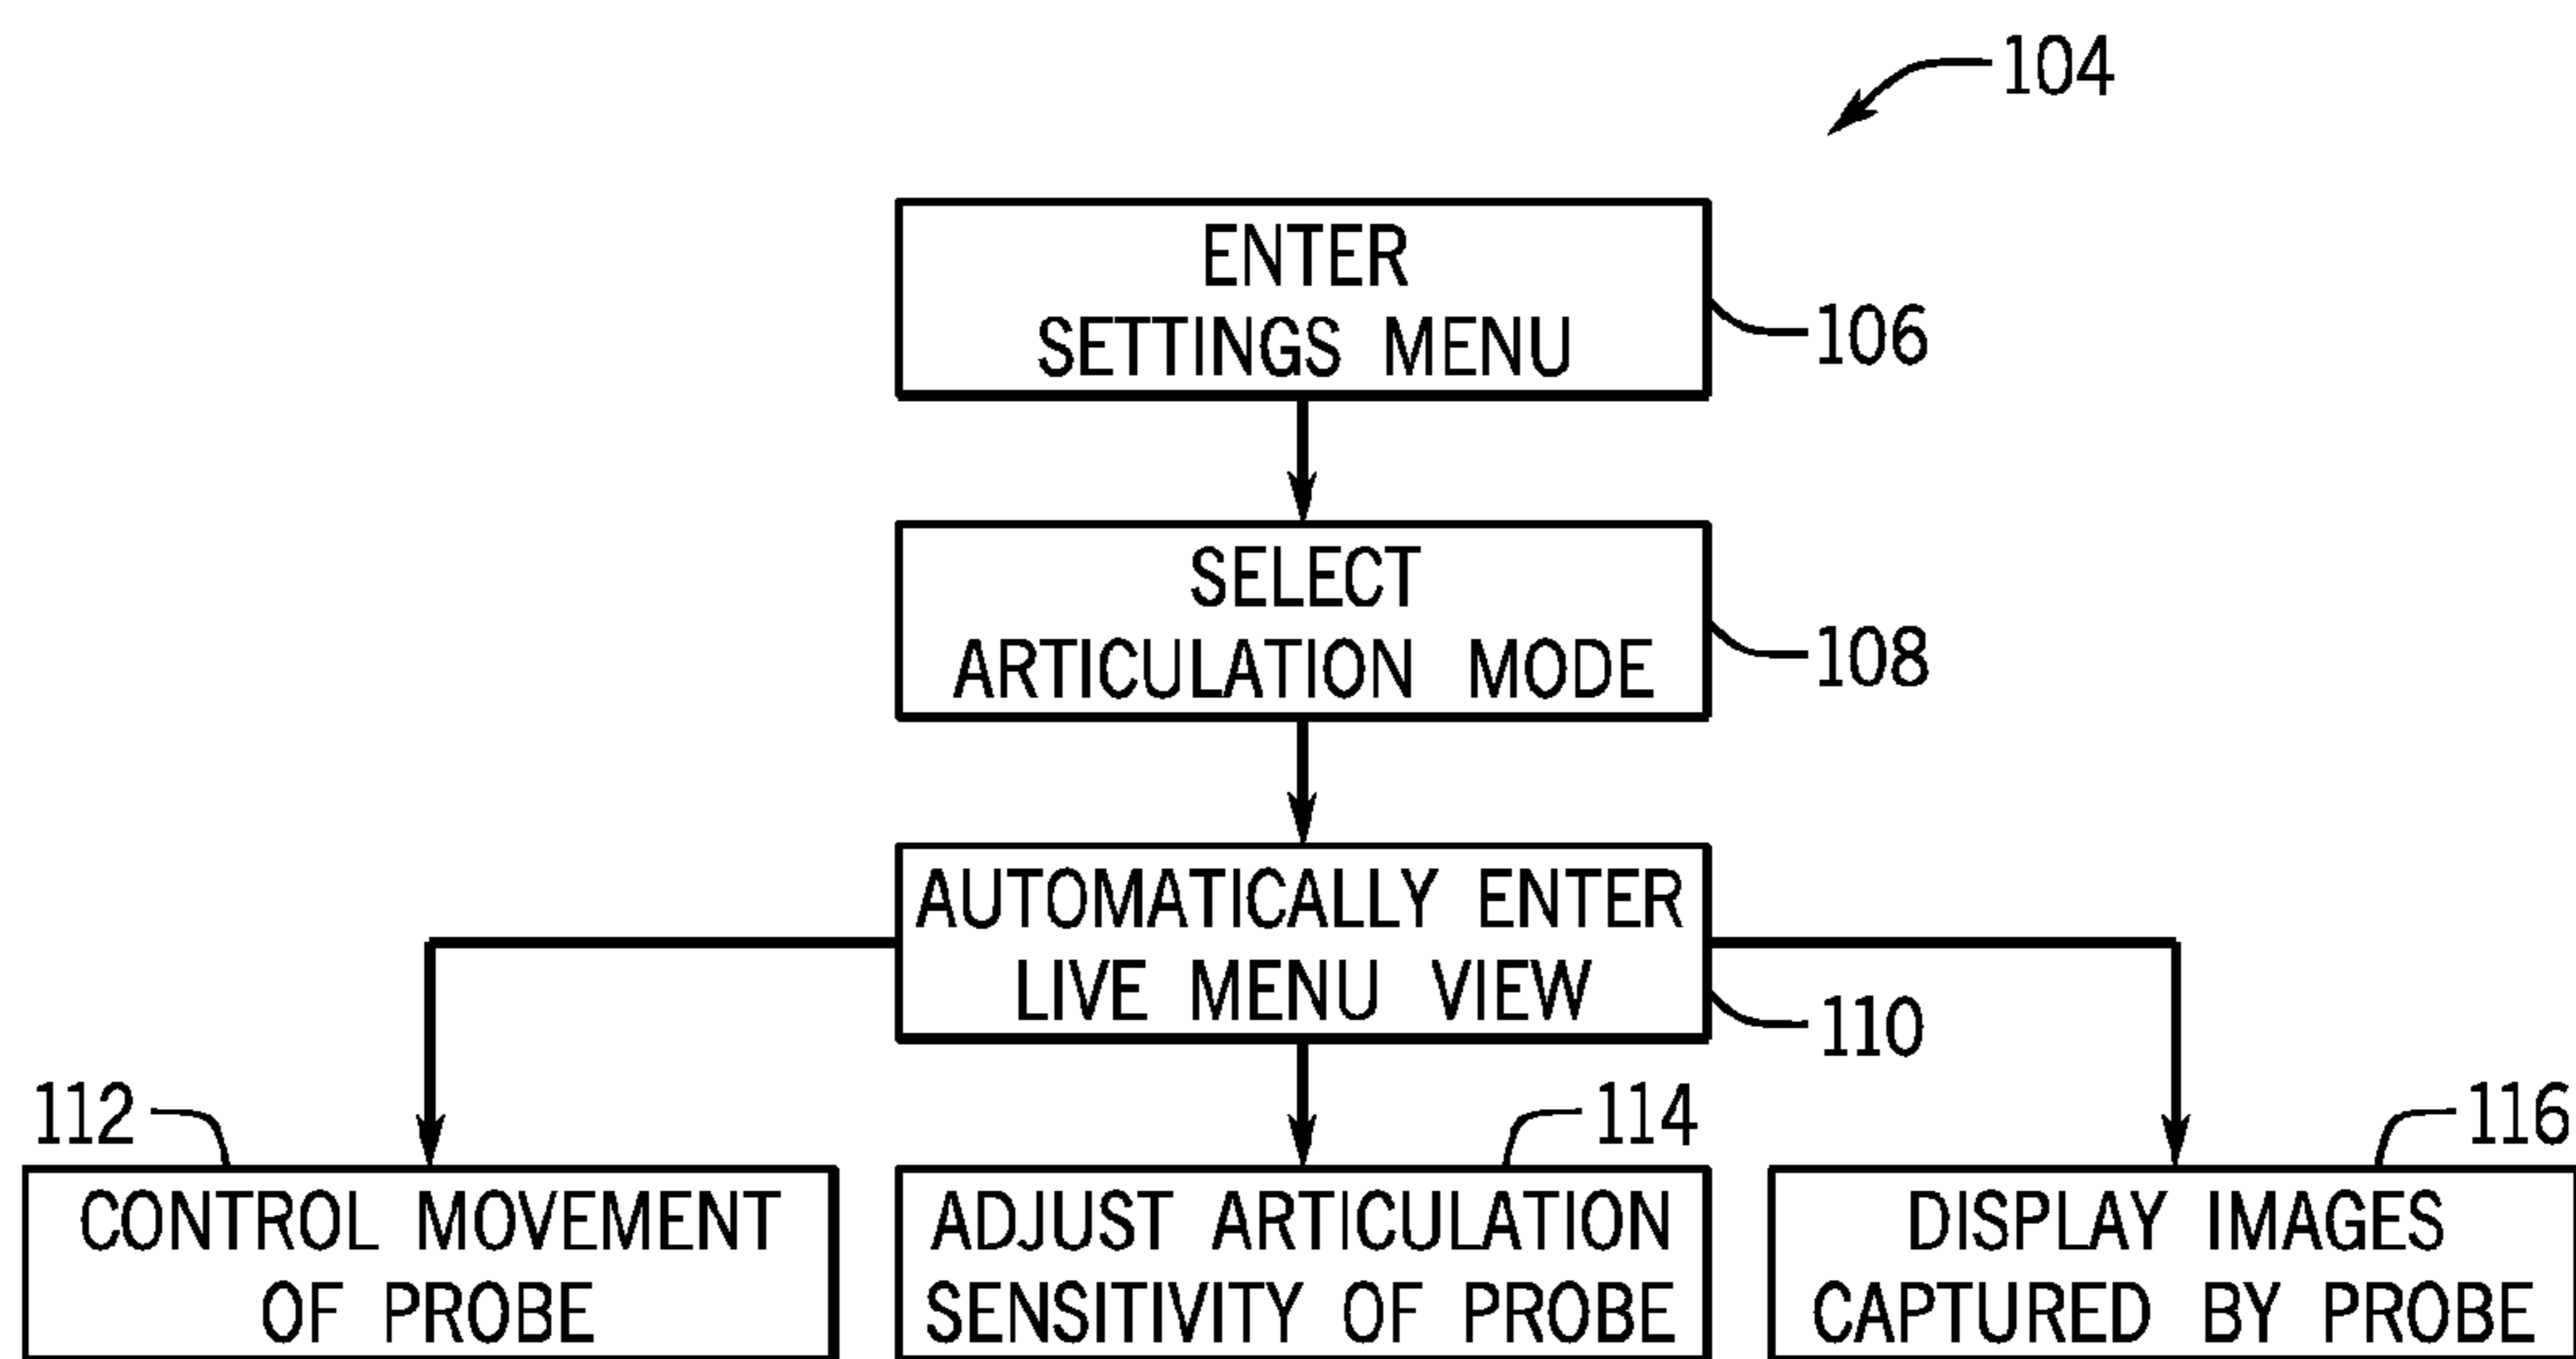 104
ENTER
SETTINGS MENU
106
SELECT
ARTICULATION MODE
108
AUTOMATICALLY ENTER
LIVE MENU VIEW
110
112
114
116
CONTROL MOVEMENT
OF PROBE
ADJUST ARTICULATION
SENSITIVITY OF PROBE
DISPLAY IMAGES
CAPTURED BY PROBE